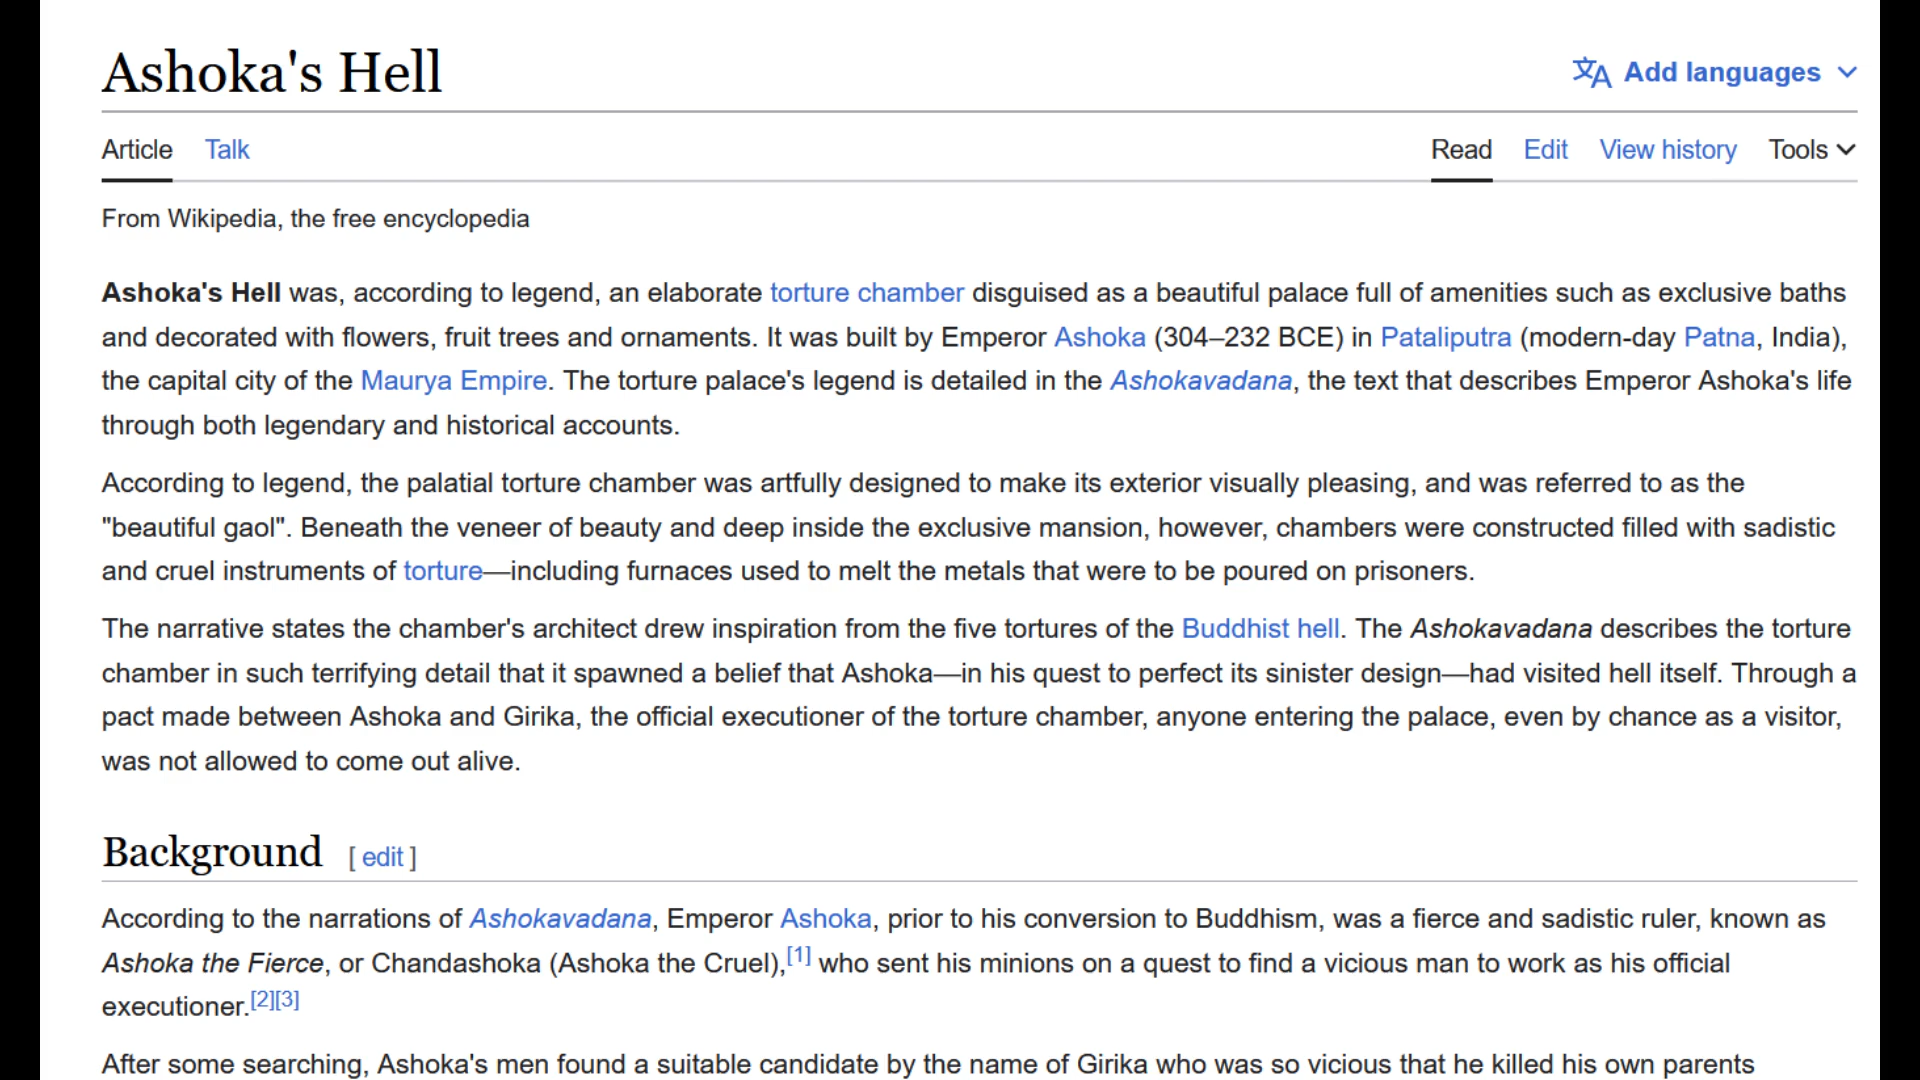 Ashoka's Hell
Add languages
Article Talk Read Edit View history Tools
From Wikipedia, the free encyclopedia
Ashoka's Hell was, according to legend, an elaborate torture chamber disguised as a beautiful palace full of amenities such as exclusive baths
and decorated with flowers, fruit trees and ornaments. It was built by Emperor Ashoka (304–232 BCE) in Pataliputra (modern-day Patna, India),
the capital city of the Maurya Empire. The torture palace's legend is detailed in the Ashokavadana, the text that describes Emperor Ashoka's life
through both legendary and historical accounts.
According to legend, the palatial torture chamber was artfully designed to make its exterior visually pleasing, and was referred to as the
"beautiful gaol". Beneath the veneer of beauty and deep inside the exclusive mansion, however, chambers were constructed filled with sadistic
and cruel instruments of torture—including furnaces used to melt the metals that were to be poured on prisoners.
The narrative states the chamber's architect drew inspiration from the five tortures of the Buddhist hell. The Ashokavadana describes the torture
chamber in such terrifying detail that it spawned a belief that Ashoka—in his quest to perfect its sinister design—had visited hell itself. Through a
pact made between Ashoka and Girika, the official executioner of the torture chamber, anyone entering the palace, even by chance as a visitor,
was not allowed to come out alive.
Background [ edit ]
According to the narrations of Ashokavadana, Emperor Ashoka, prior to his conversion to Buddhism, was a fierce and sadistic ruler, known as
Ashoka the Fierce, or Chandashoka (Ashoka the Cruel),[1] who sent his minions on a quest to find a vicious man to work as his official
executioner.[2][3]
After some searching, Ashoka's men found a suitable candidate by the name of Girika who was so vicious that he killed his own parents